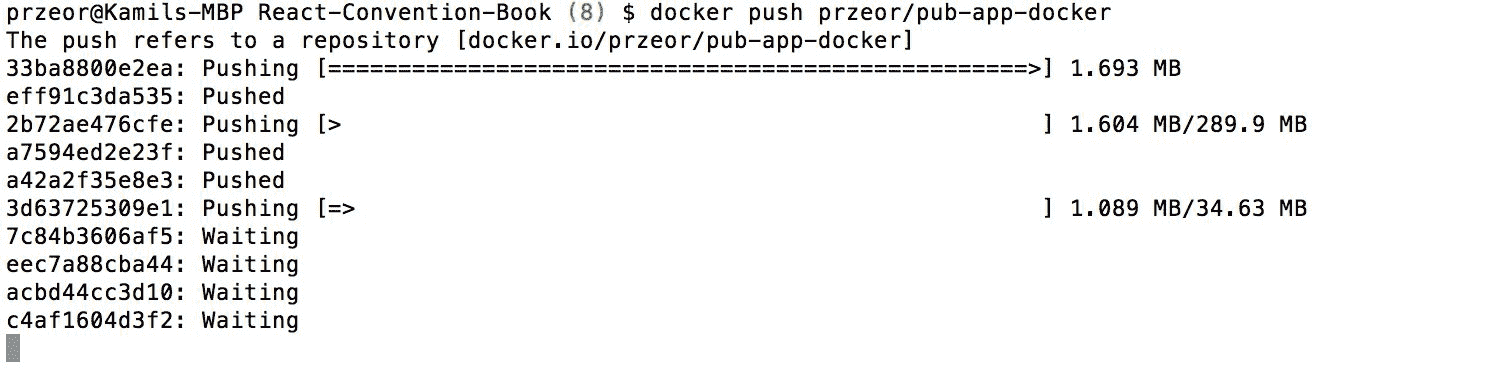 przeor@Kamils-MBP React-Convention-Book (8) $ docker push przeor/pub-app-docker
The push refers to a repository [docker.io/przeor/pub-app-docker]
33ba8800e2ea: Pushing [==================================================>] 1.693 MB
eff91c3da535: Pushed
2b72ae476cfe: Pushing [>                                                  ] 1.604 MB/289.9 MB
a7594ed2e23f: Pushed
a42a2f35e8e3: Pushed
3d63725309e1: Pushing [=>                                                 ] 1.089 MB/34.63 MB
7c84b3606af5: Waiting
eec7a88cba44: Waiting
acbd44cc3d10: Waiting
c4af1604d3f2: Waiting